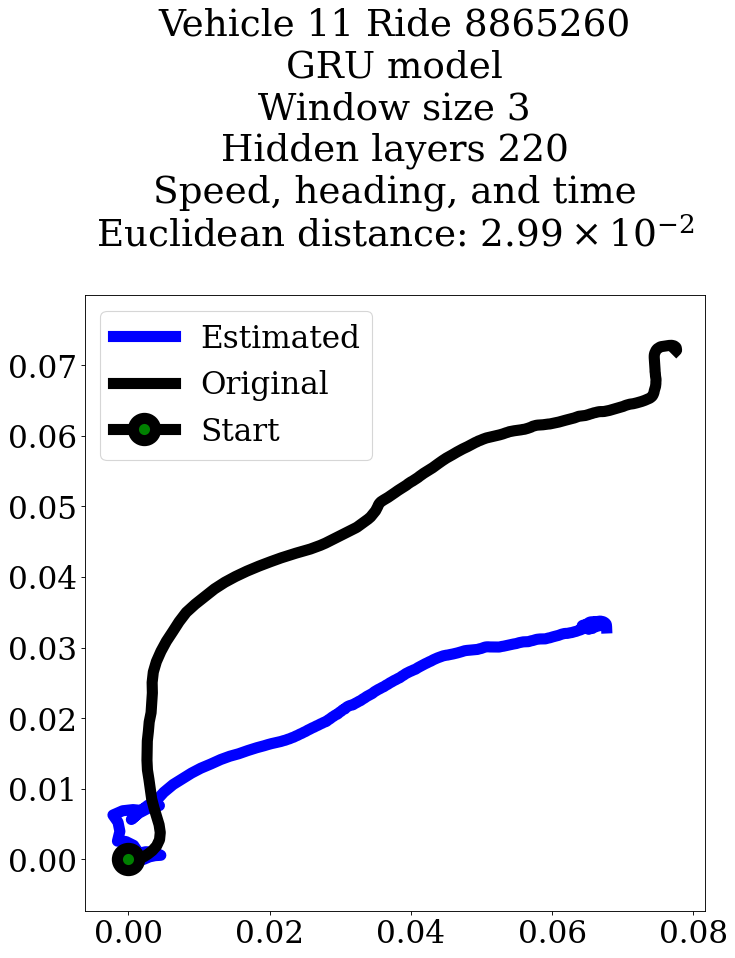 Vehicle 11 Ride 8865260
GRU model
Window size 3
Hidden layers 220
Speed, heading, and time
Euclidean distance: 2.99 × 10⁻²
Estimated
Original
Start
0.07
0.06
0.05
0.04
0.03
0.02
0.01
0.00
0.00 0.02 0.04 0.06 0.08